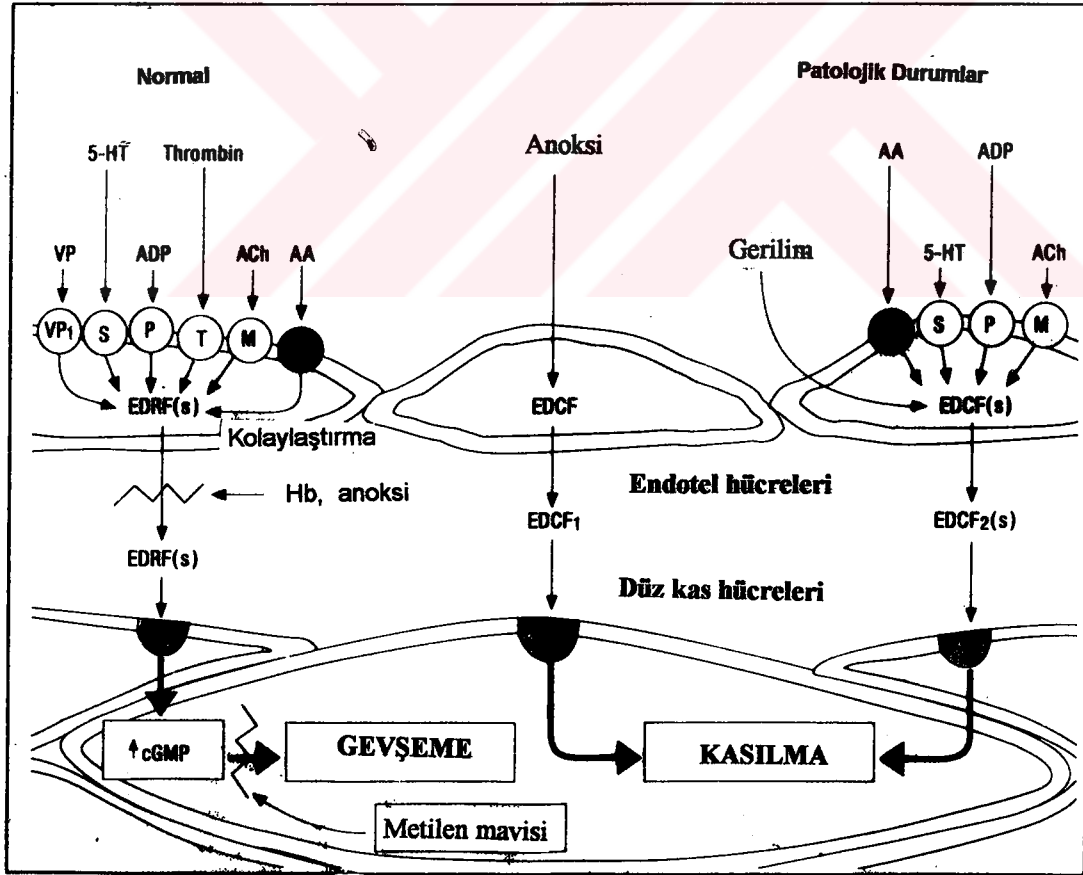 Normal
Patolojik Durumlar
5-HT Thrombin
Anoksi
AA ADP
VP ADP ACh AA
Gerilim
5-HT ACh
VP1 S P T M
S P M
EDRF(s)
EDCF
EDCF(s)
Kolaylaştırma
Hb, anoksi
Endotel hücreleri
EDCF1
EDCF2(s)
EDRF(s)
Düz kas hücreleri
↑cGMP
GEVŞEME
KASILMA
Metilen mavisi